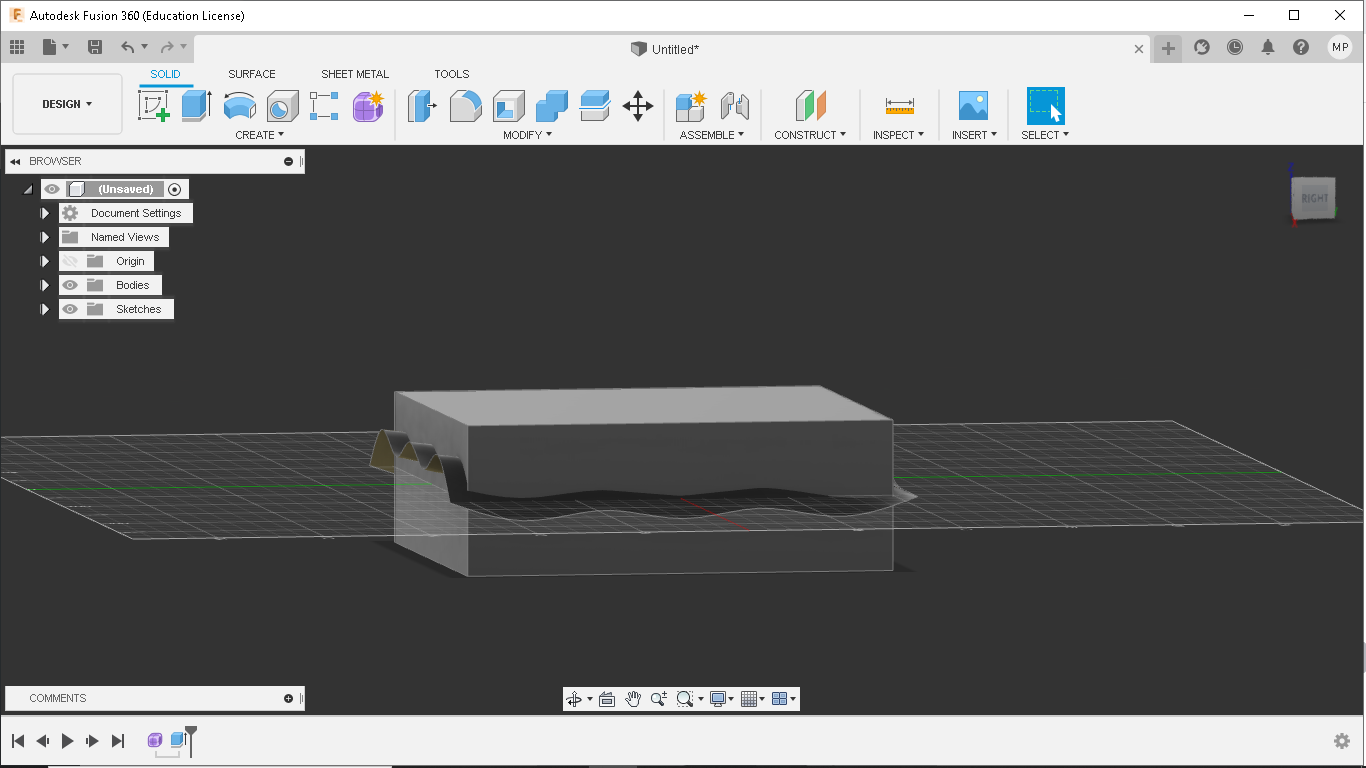 Autodesk Fusion 360 (Education License)
Untitled*
MP
SOLID SURFACE SHEET METAL TOOLS
DESIGN
CREATE MODIFY ASSEMBLE CONSTRUCT INSPECT INSERT SELECT
BROWSER
(Unsaved)
RIGHT
Document Settings
Named Views
Origin
Bodies
Sketches
COMMENTS